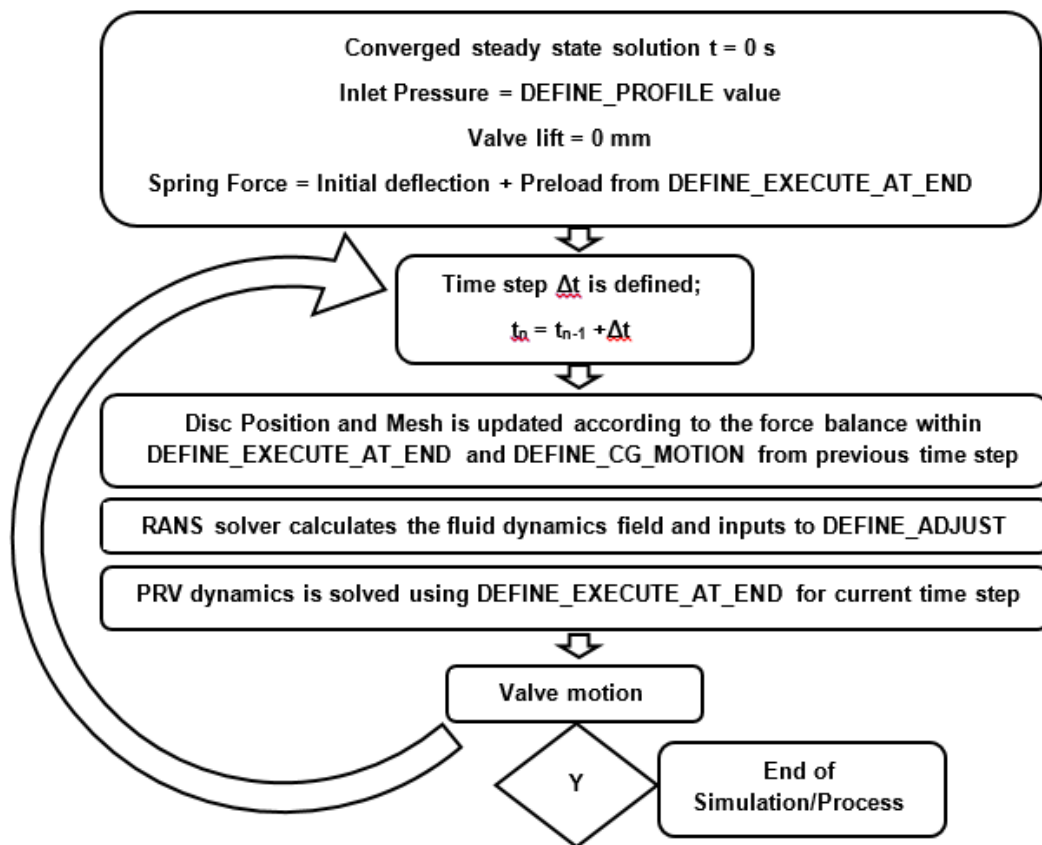 Converged steady state solution t = 0 s
Inlet Pressure = DEFINE_PROFILE value
Valve lift = 0 mm
Spring Force = Initial deflection + Preload from DEFINE_EXECUTE_AT_END
Time step Δt is defined;
tn = tn-1 +Δt
Disc Position and Mesh is updated according to the force balance within
DEFINE_EXECUTE_AT_END and DEFINE_CG_MOTION from previous time step
RANS solver calculates the fluid dynamics field and inputs to DEFINE_ADJUST
PRV dynamics is solved using DEFINE_EXECUTE_AT_END for current time step
Valve motion
Y
End of
Simulation/Process